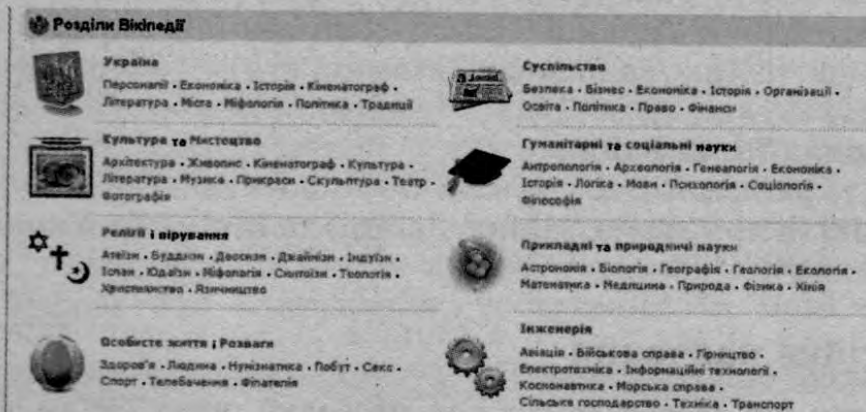 Розділи Вікіпедії
Україна
Персоналії • Економіка • Історія • Кінематограф •
Література • Міста • Міфологія • Політика • Традиції
Культура та Мистецтво
Архітектура • Живопис • Кінематограф • Культура •
Література • Музика • Прикраси • Скульптура • Театр •
Фотографія
Релігії і вірування
Атеїзм • Буддизм • Даосизм • Джайнізм • Індуїзм •
Іслам • Юдаїзм • Міфологія • Синтоїзм • Теологія •
Християнство • Язичництво
Особисте життя і Розваги
Здоров'я • Людина • Нумізматика • Побут • Секс •
Спорт • Телебачення • Філателія
Суспільство
Безпека • Бізнес • Економіка • Історія • Організації •
Освіта • Політика • Право • Фінанси
Гуманітарні та соціальні науки
Антропологія • Археологія • Генеалогія • Економіка •
Історія • Логіка • Мови • Психологія • Соціологія •
Філософія
Прикладні та природничі науки
Астрономія • Біологія • Географія • Геологія • Екологія •
Математика • Медицина • Природа • Фізика • Хімія
Інженерія
Авіація • Військова справа • Гірництво •
Електротехніка • Інформаційні технології •
Космонавтика • Морська справа •
Сільське господарство • Техніка • Транспорт